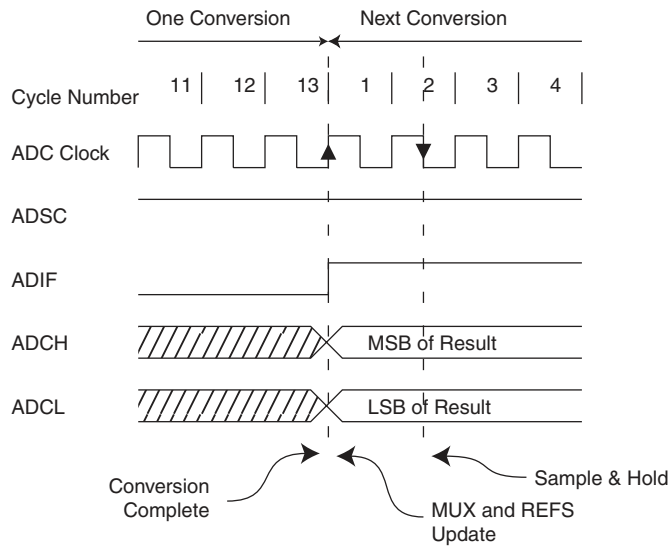 One Conversion Next Conversion
Cycle Number 11 12 13 1 2 3 4
ADC Clock
ADSC
ADIF
ADCH MSB of Result
ADCL LSB of Result
Conversion
Complete
MUX and REFS
Update
Sample & Hold